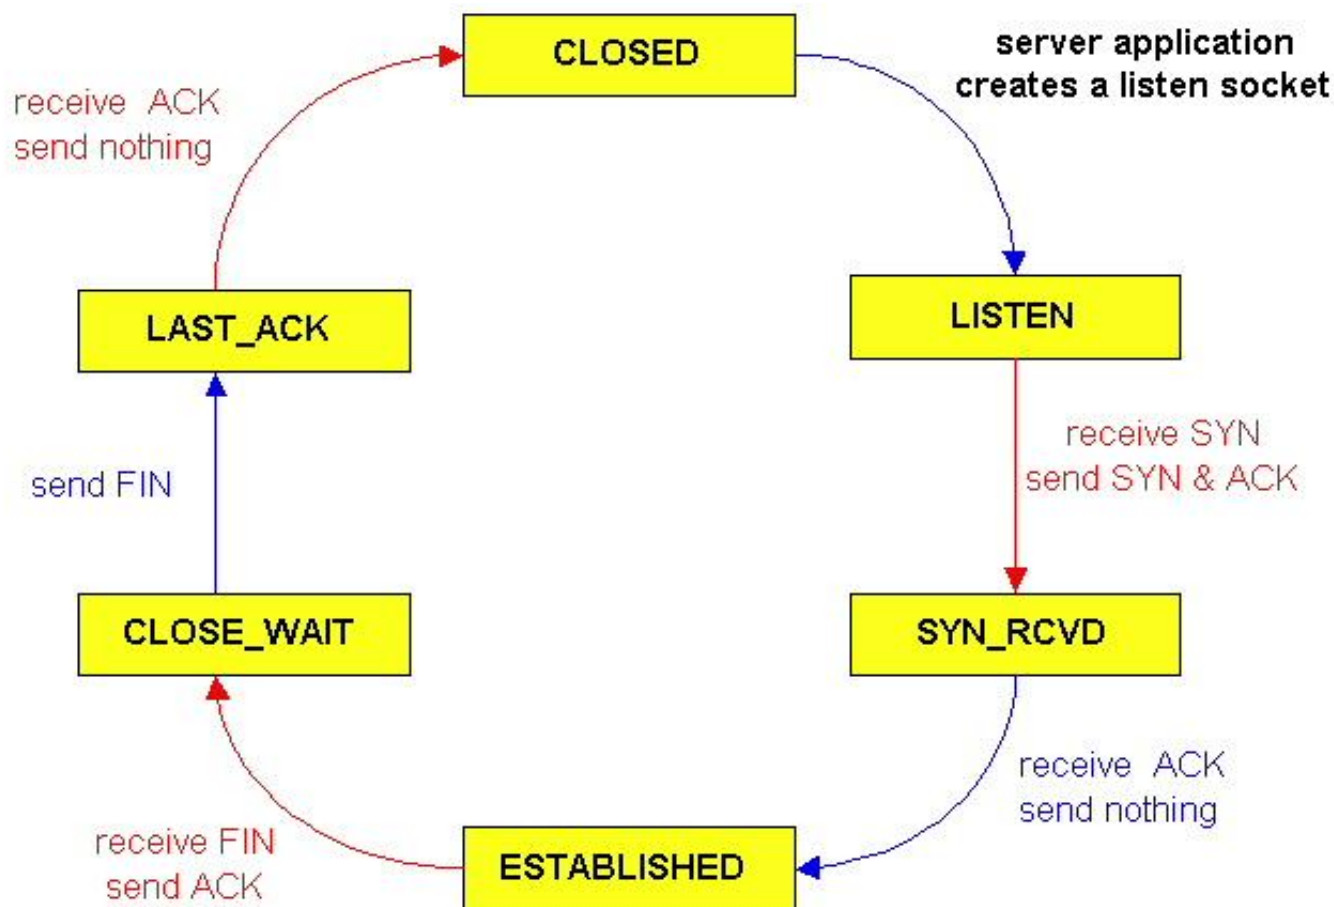 CLOSED
server application
creates a listen socket
receive ACK
send nothing
LAST_ACK
LISTEN
receive SYN
send SYN & ACK
send FIN
CLOSE_WAIT
SYN_RCVD
receive ACK
send nothing
receive FIN
send ACK
ESTABLISHED